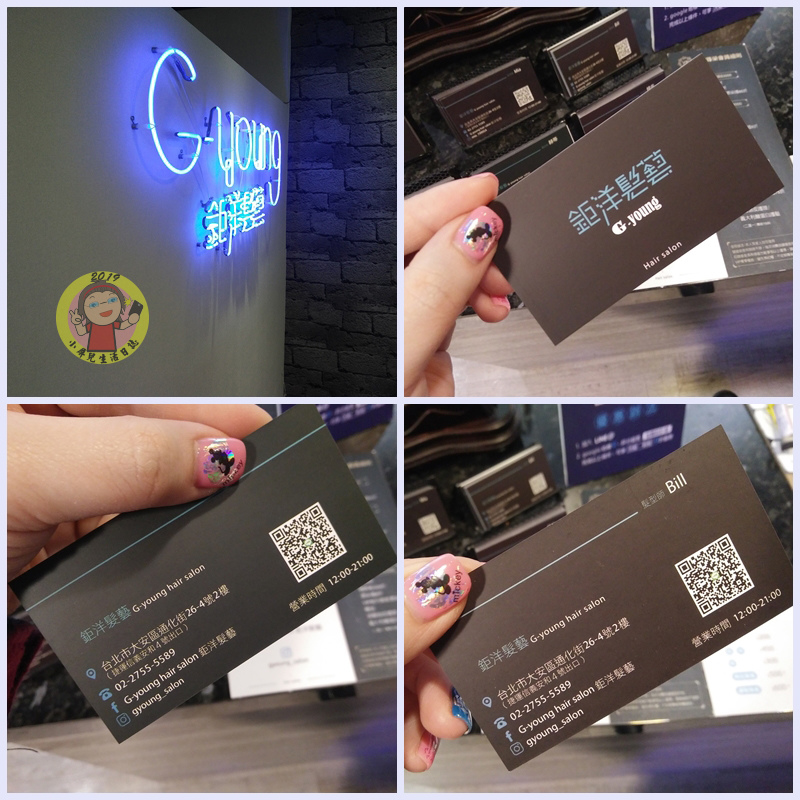 G-young
鉅洋髮藝
2019
小屏兒生活日誌
鉅洋髮藝
G-young
Hair salon
mickey
鉅洋髮藝 G-young hair salon
營業時間 12:00-21:00
台北市大安區通化街26-4號2樓
(捷運信義安和4號出口)
02-2755-5589
G-young hair salon 鉅洋髮藝
gyoung_salon
髮型師 Bill
mickey
鉅洋髮藝 G-young hair salon
營業時間 12:00-21:00
台北市大安區通化街26-4號2樓
(捷運信義安和4號出口)
02-2755-5589
G-young hair salon 鉅洋髮藝
gyoung_salon